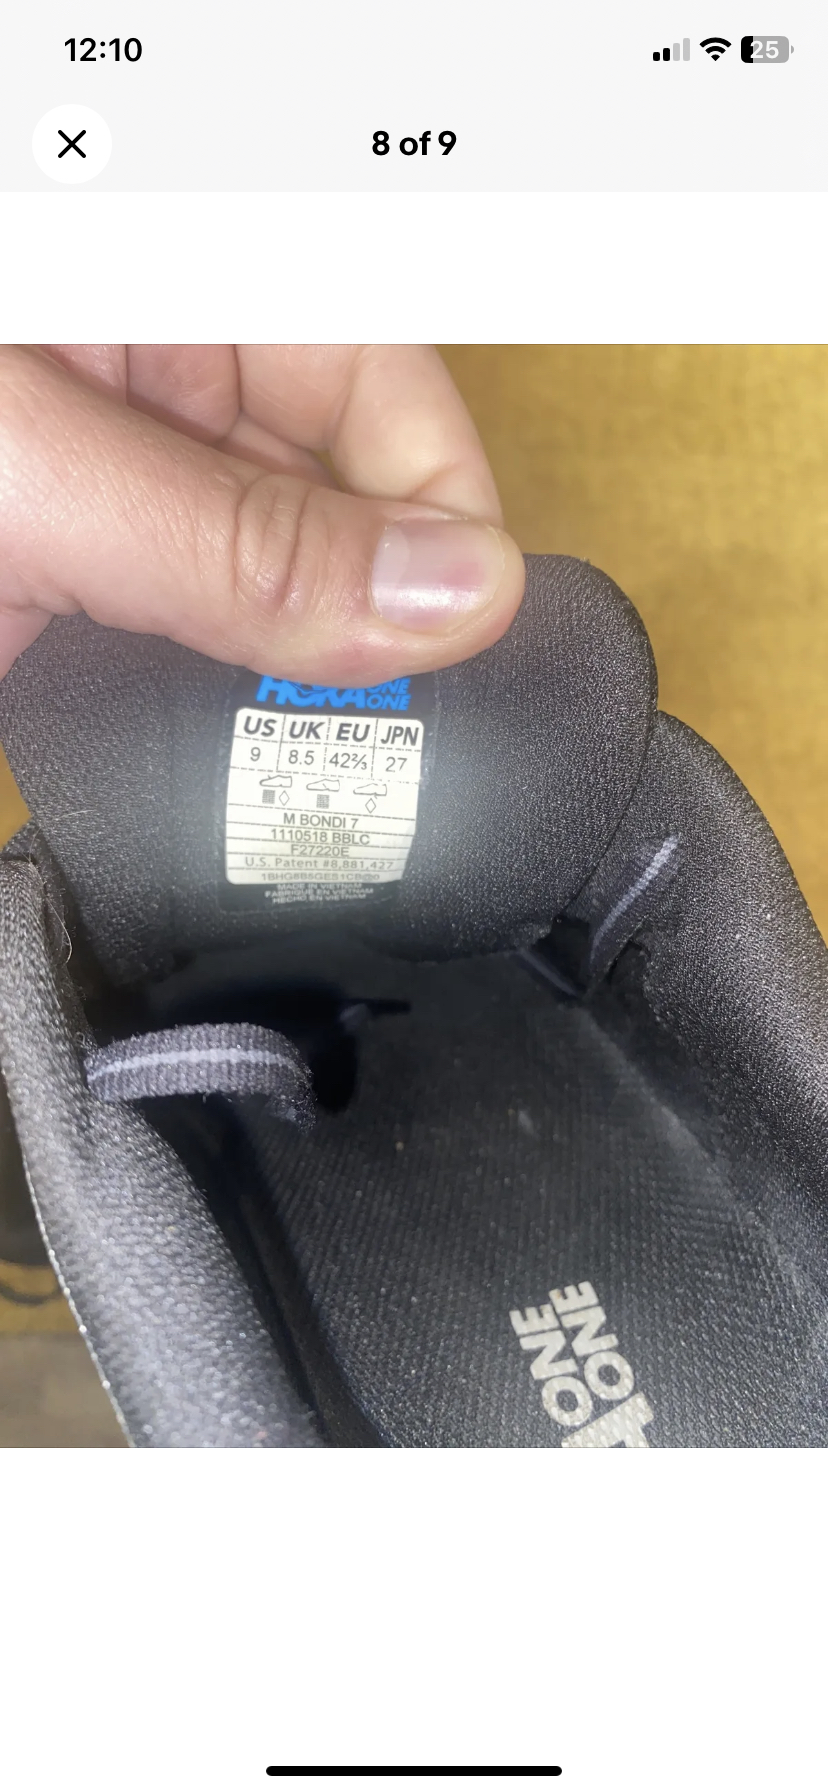 12:10
25
8 of 9
HOKA ONE ONE
US UK EU JPN
9 8.5 42⅔ 27
M BONDI 7
1110518 BBLC
F27220E
U.S. Patent #8,881,427
MADE IN VIETNAM
FABRIQUE EN VIETNAM
HECHO EN VIETNAM
ONE
ONE